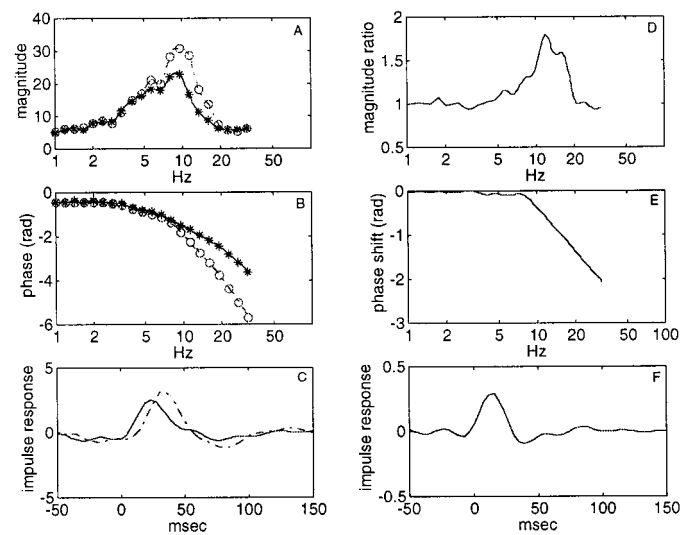 A
40
30
20
10
0
magnitude
1 2 5 10 20 50
Hz
D
2
1.5
1
0.5
magnitude ratio
1 2 5 10 20 50
Hz
B
0
-2
-4
-6
phase (rad)
1 2 5 10 20 50
Hz
E
0
-1
-2
-3
phase shift (rad)
1 2 5 10 20 50 100
Hz
C
5
0
-5
impulse response
-50 0 50 100 150
msec
F
0.5
0
-0.5
impulse response
-50 0 50 100 150
msec